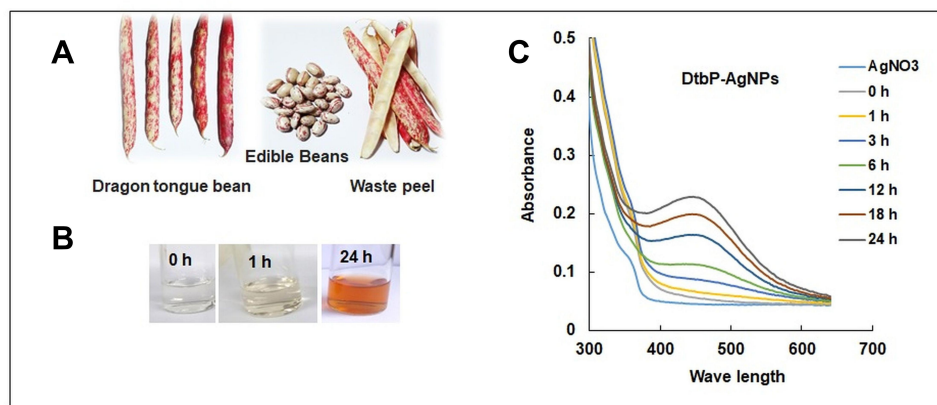 A
Edible Beans
Dragon tongue bean
Waste peel
B
0 h
1 h
24 h
C
DtbP-AgNPs
Absorbance
0.5
0.4
0.3
0.2
0.1
0
300
400
500
600
700
Wave length
AgNO3
0 h
1 h
3 h
6 h
12 h
18 h
24 h